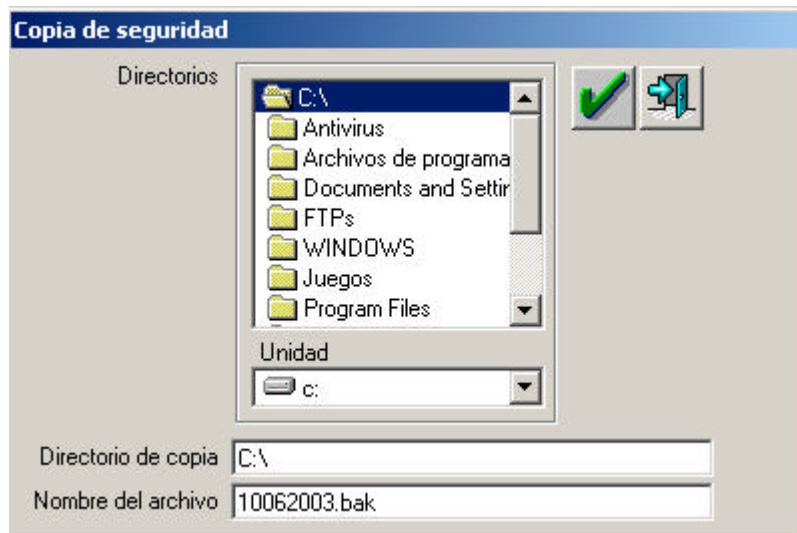 Copia de seguridad
Directorios
C:\
Antivirus
Archivos de programa
Documents and Settir
FTPs
WINDOWS
Juegos
Program Files
Unidad
c:
Directorio de copia C:\
Nombre del archivo 10062003.bak